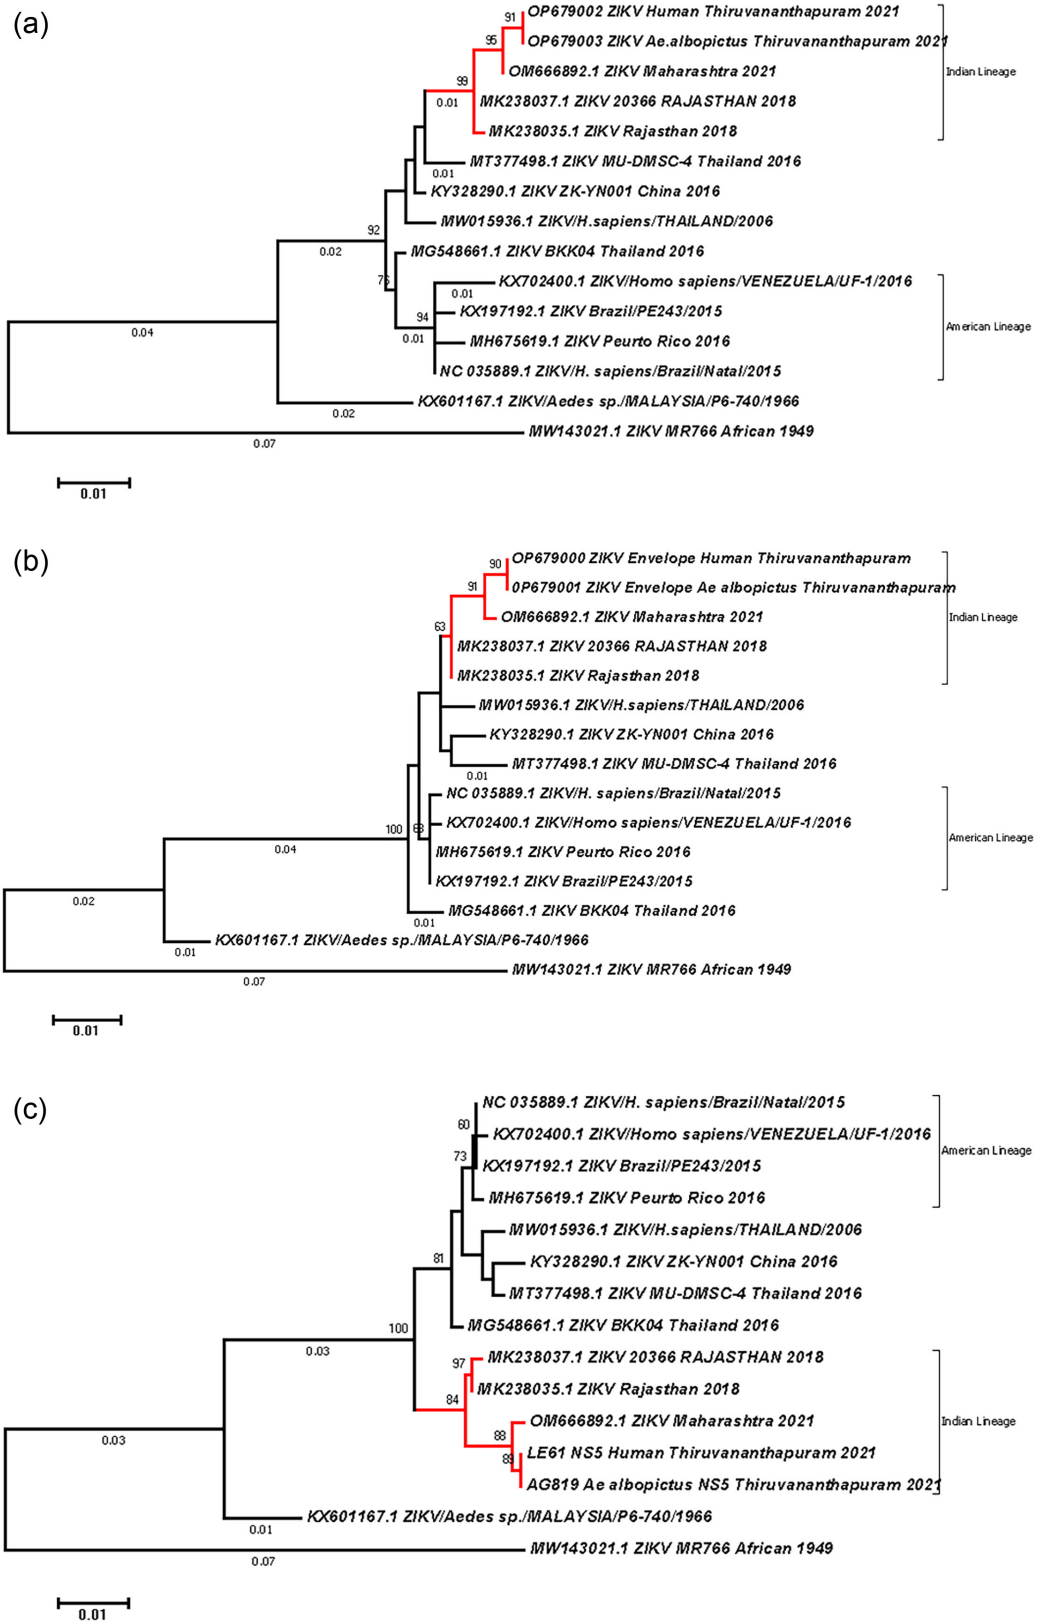 (a)
91
OP679002 ZIKV Human Thiruvananthapuram 2021
95
OP679003 ZIKV Ae.albopictus Thiruvananthapuram 2021
OM666892.1 ZIKV Maharashtra 2021
Indian Lineage
99
0.01
MK238037.1 ZIKV 20366 RAJASTHAN 2018
MK238035.1 ZIKV Rajasthan 2018
MT377498.1 ZIKV MU-DMSC-4 Thailand 2016
0.01
KY328290.1 ZIKV ZK-YN001 China 2016
MW015936.1 ZIKV/H.sapiens/THAILAND/2006
92
0.02
MG548661.1 ZIKV BKK04 Thailand 2016
76
KX702400.1 ZIKV/Homo sapiens/VENEZUELA/UF-1/2016
0.01
KX197192.1 ZIKV Brazil/PE243/2015
94
0.01
American Lineage
0.04
MH675619.1 ZIKV Peurto Rico 2016
NC 035889.1 ZIKV/H. sapiens/Brazil/Natal/2015
KX601167.1 ZIKV/Aedes sp./MALAYSIA/P6-740/1966
0.02
MW143021.1 ZIKV MR766 African 1949
0.07
0.01
(b)
90
OP679000 ZIKV Envelope Human Thiruvananthapuram
91
0P679001 ZIKV Envelope Ae albopictus Thiruvananthapuram
OM666892.1 ZIKV Maharashtra 2021
Indian Lineage
63
MK238037.1 ZIKV 20366 RAJASTHAN 2018
MK238035.1 ZIKV Rajasthan 2018
MW015936.1 ZIKV/H.sapiens/THAILAND/2006
KY328290.1 ZIKV ZK-YN001 China 2016
MT377498.1 ZIKV MU-DMSC-4 Thailand 2016
0.01
NC 035889.1 ZIKV/H. sapiens/Brazil/Natal/2015
100
KX702400.1 ZIKV/Homo sapiens/VENEZUELA/UF-1/2016
American Lineage
0.04
MH675619.1 ZIKV Peurto Rico 2016
KX197192.1 ZIKV Brazil/PE243/2015
0.02
MG548661.1 ZIKV BKK04 Thailand 2016
0.01
KX601167.1 ZIKV/Aedes sp./MALAYSIA/P6-740/1966
0.01
MW143021.1 ZIKV MR766 African 1949
0.07
0.01
(c)
NC 035889.1 ZIKV/H. sapiens/Brazil/Natal/2015
60
KX702400.1 ZIKV/Homo sapiens/VENEZUELA/UF-1/2016
American Lineage
73
KX197192.1 ZIKV Brazil/PE243/2015
MH675619.1 ZIKV Peurto Rico 2016
MW015936.1 ZIKV/H.sapiens/THAILAND/2006
81
KY328290.1 ZIKV ZK-YN001 China 2016
MT377498.1 ZIKV MU-DMSC-4 Thailand 2016
100
MG548661.1 ZIKV BKK04 Thailand 2016
0.03
MK238037.1 ZIKV 20366 RAJASTHAN 2018
97
MK238035.1 ZIKV Rajasthan 2018
84
OM666892.1 ZIKV Maharashtra 2021
Indian Lineage
88
0.03
LE61 NS5 Human Thiruvananthapuram 2021
89
AG819 Ae albopictus NS5 Thiruvananthapuram 2021
KX601167.1 ZIKV/Aedes sp./MALAYSIA/P6-740/1966
0.01
MW143021.1 ZIKV MR766 African 1949
0.07
0.01